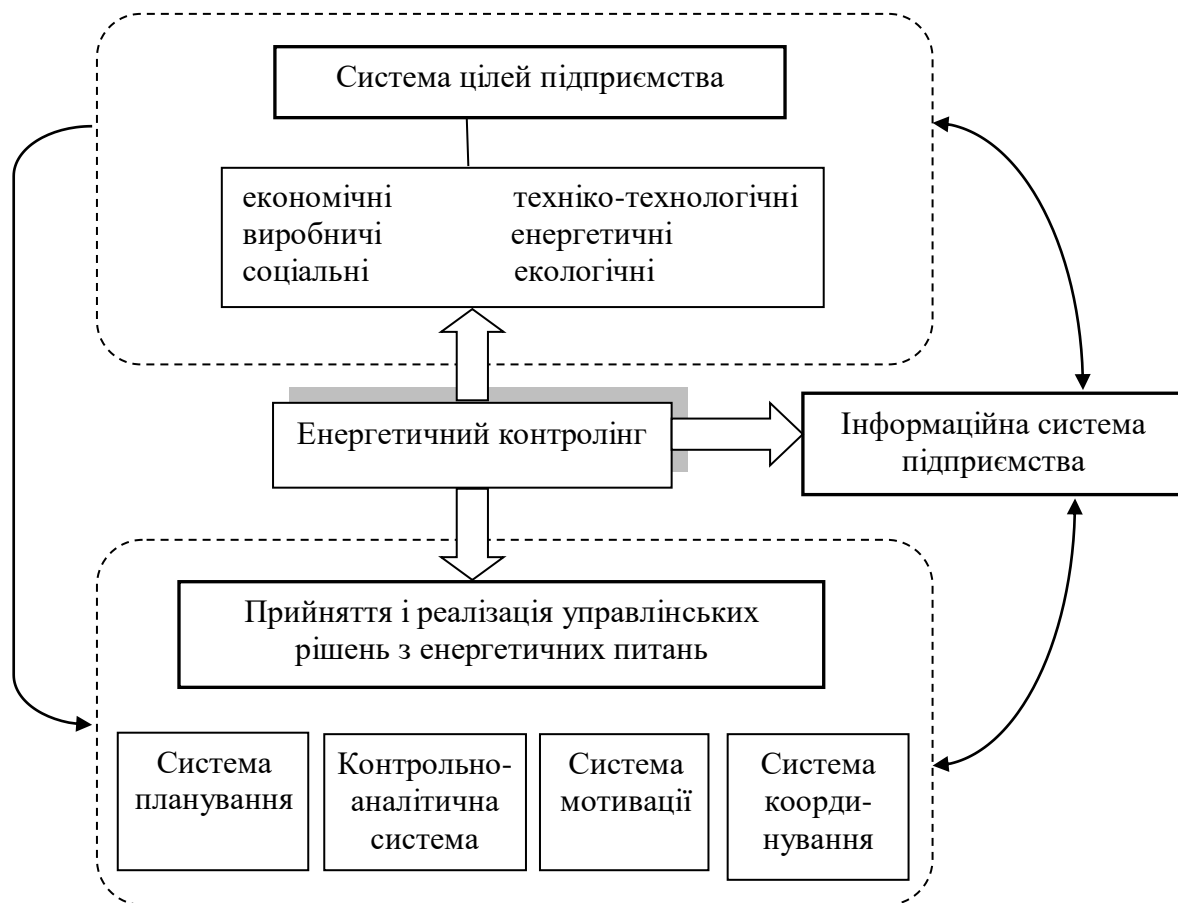 Система цілей підприємства
економічні техніко-технологічні
виробничі енергетичні
соціальні екологічні
Енергетичний контролінг
Інформаційна система
підприємства
Прийняття і реалізація управлінських
рішень з енергетичних питань
Система
планування
Контрольно-
аналітична
система
Система
мотивації
Система
коорди-
нування